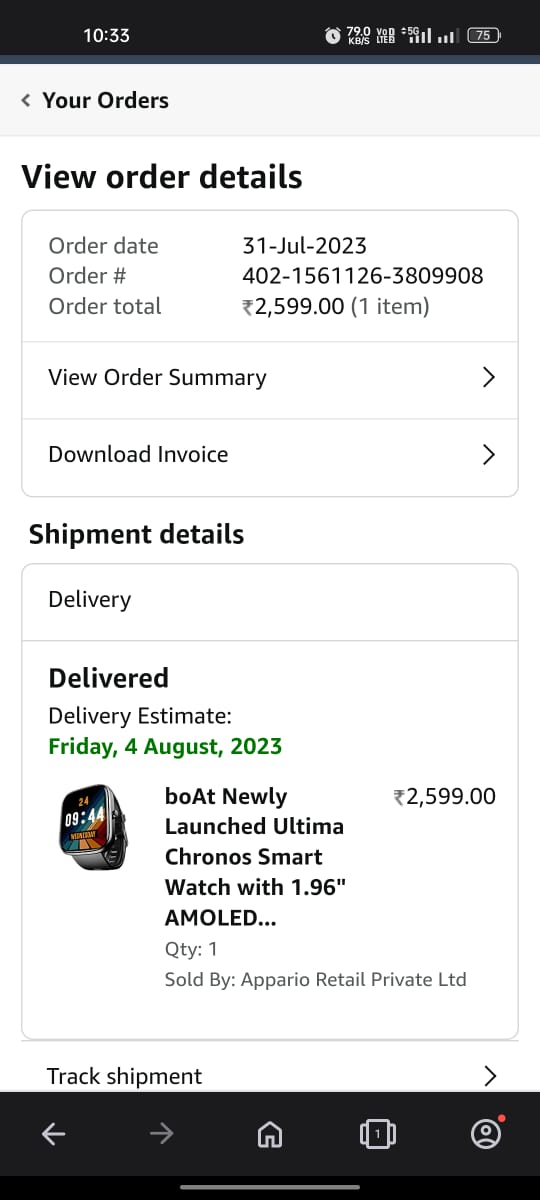 10:33
79.0 KB/S VoD LTEB 5G 75
Your Orders
View order details
Order date 31-Jul-2023
Order # 402-1561126-3809908
Order total ₹2,599.00 (1 item)
View Order Summary
Download Invoice
Shipment details
Delivery
Delivered
Delivery Estimate:
Friday, 4 August, 2023
24
09:44
WEDNESDAY
boAt Newly ₹2,599.00
Launched Ultima
Chronos Smart
Watch with 1.96"
AMOLED...
Qty: 1
Sold By: Appario Retail Private Ltd
Track shipment
1